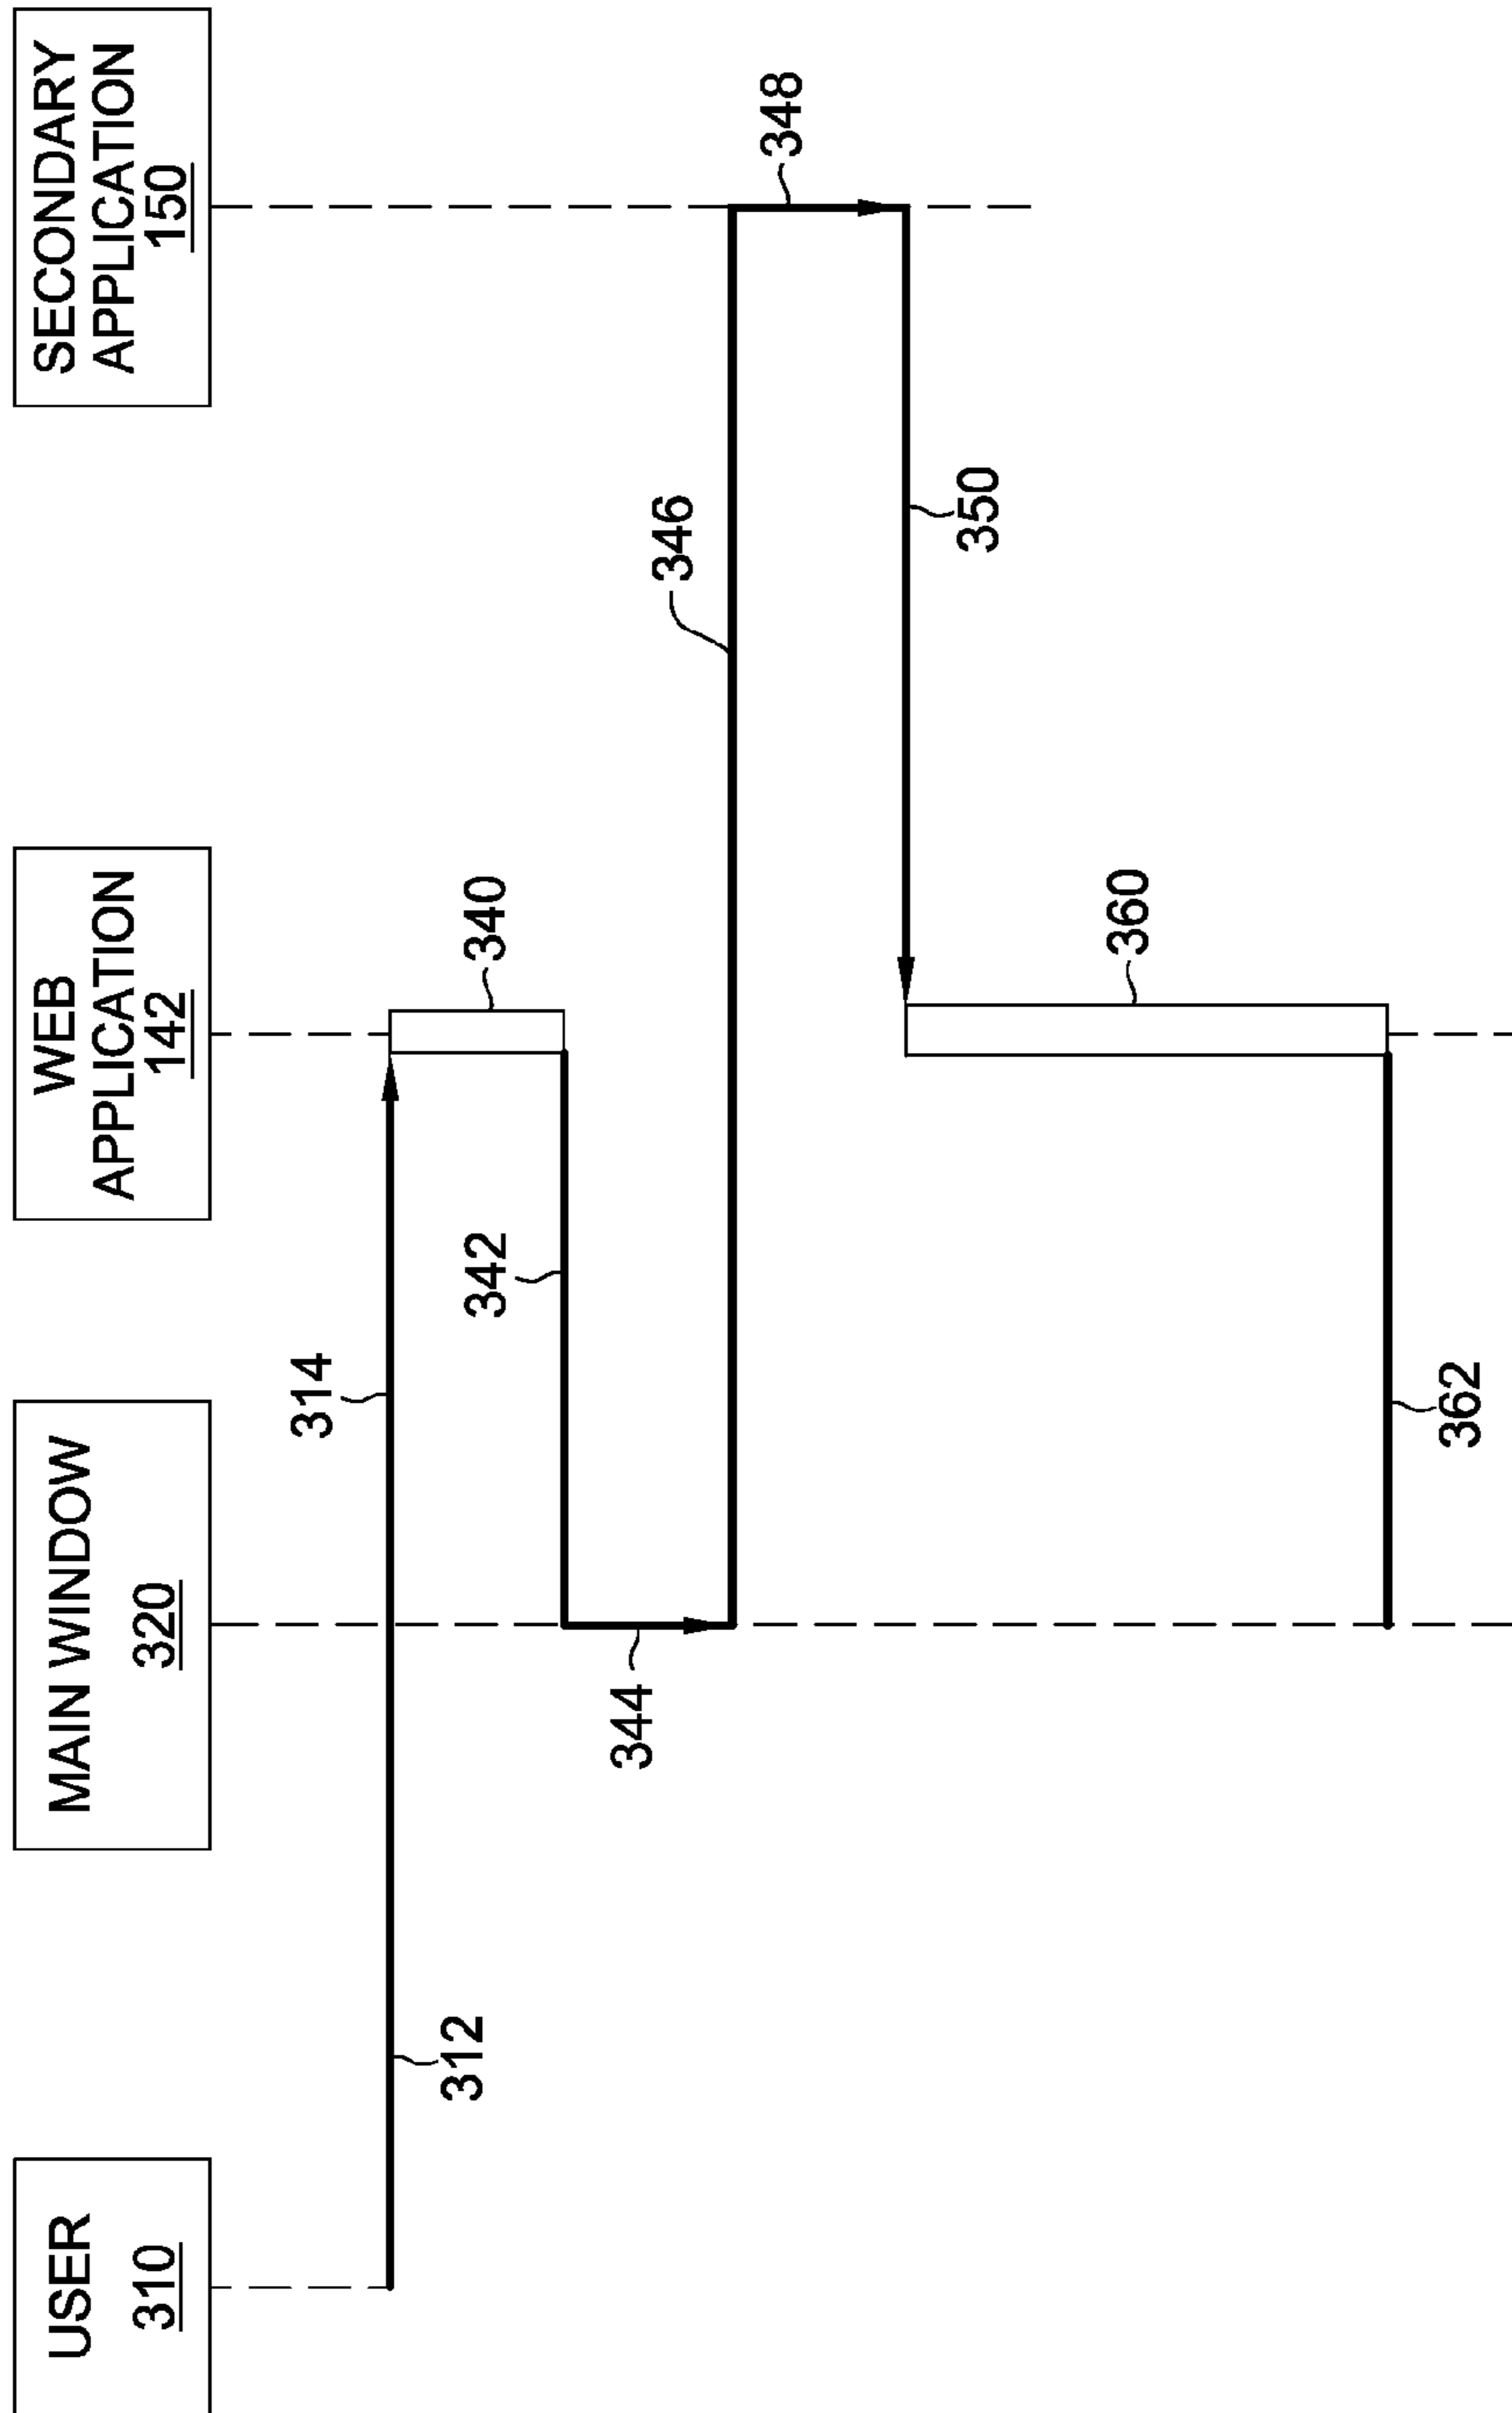 USER
310
MAIN WINDOW
320
WEB
APPLICATION
142
SECONDARY
APPLICATION
150
312
314
340
342
344
346
348
350
360
362